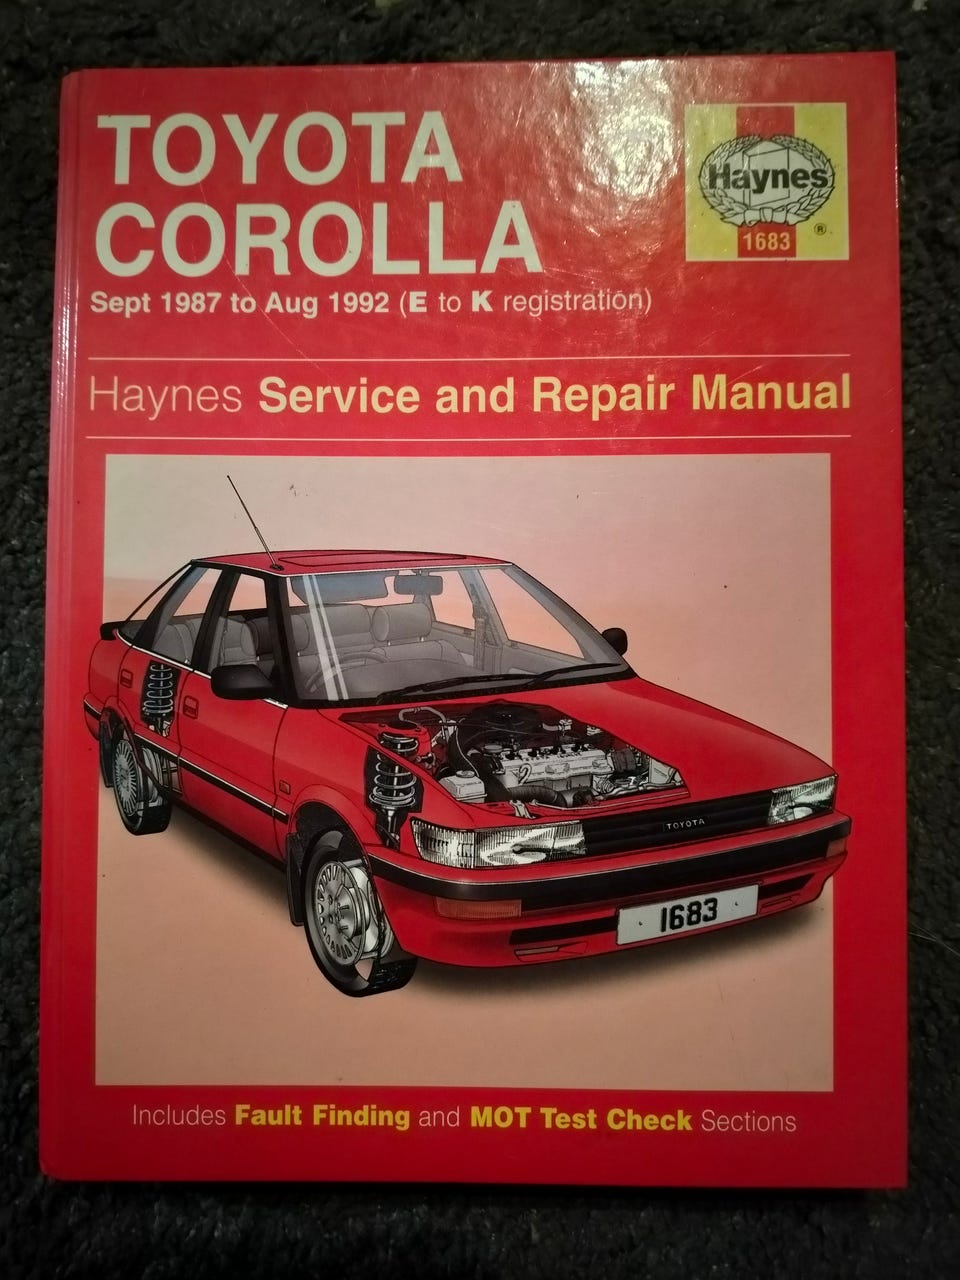 TOYOTA
COROLLA
Sept 1987 to Aug 1992 (E to K registration)
Haynes
®
1683
Haynes Service and Repair Manual
TOYOTA
1683
Includes Fault Finding and MOT Test Check Sections